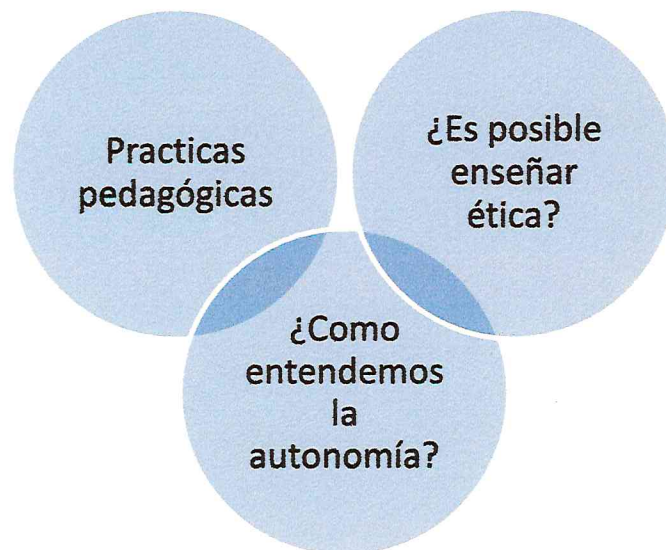 Practicas
pedagógicas
¿Es posible
enseñar
ética?
¿Como
entendemos
la
autonomía?